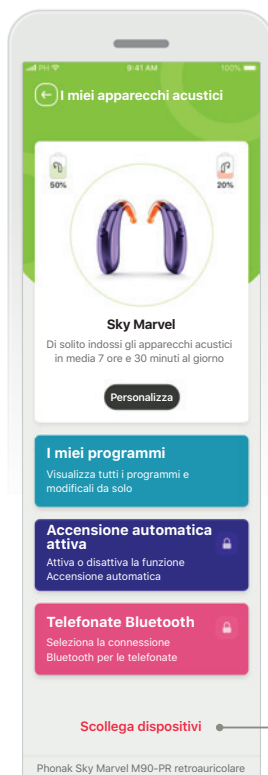 PH 9:41 AM 100%
I miei apparecchi acustici
50% 20%
Sky Marvel
Di solito indossi gli apparecchi acustici
in media 7 ore e 30 minuti al giorno
Personalizza
I miei programmi
Visualizza tutti i programmi e
modificali da solo
Accensione automatica
attiva
Attiva o disattiva la funzione
Accensione automatica
Telefonate Bluetooth
Seleziona la connessione
Bluetooth per le telefonate
Scollega dispositivi
Phonak Sky Marvel M90-PR retroauricolare